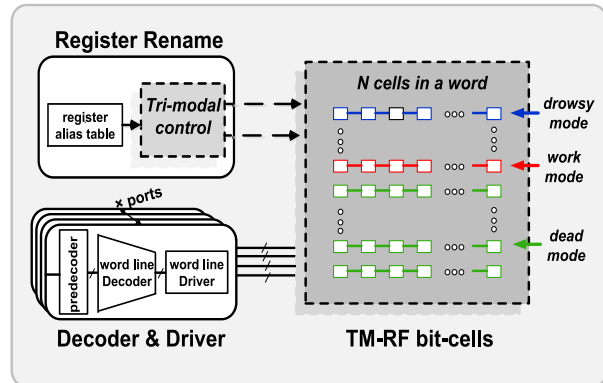 Register Rename
register
alias table
Tri-modal
control
N cells in a word
drowsy
mode
work
mode
dead
mode
× ports
predecoder
word line
Decoder
word line
Driver
Decoder & Driver
TM-RF bit-cells